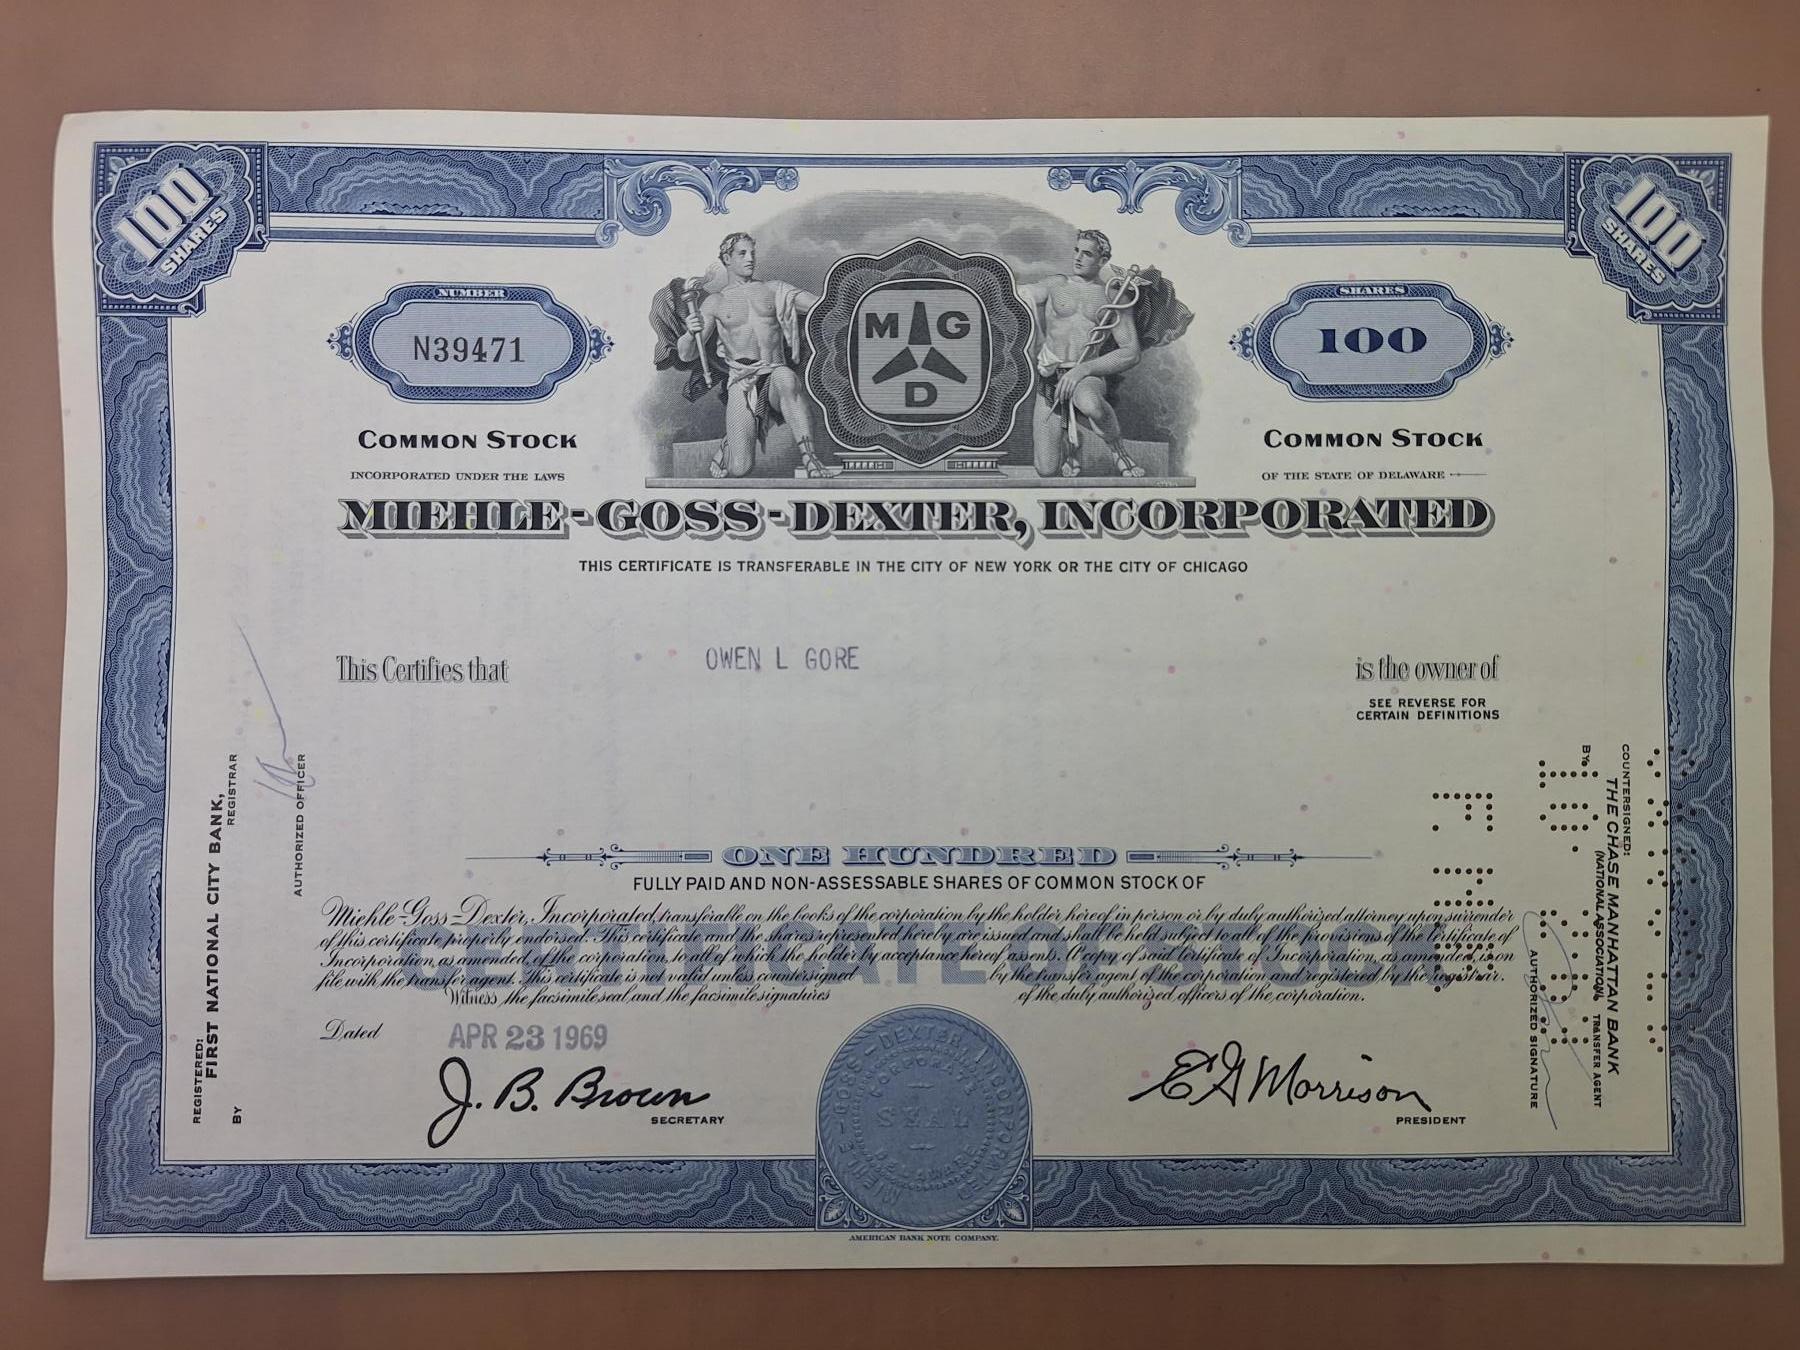 100 SHARES
100 SHARES
NUMBER
N39471
SHARES
100
M G
D
COMMON STOCK
COMMON STOCK
INCORPORATED UNDER THE LAWS
OF THE STATE OF DELAWARE
MIEHLE-GOSS-DEXTER, INCORPORATED
THIS CERTIFICATE IS TRANSFERABLE IN THE CITY OF NEW YORK OR THE CITY OF CHICAGO
This Certifies that OWEN L GORE is the owner of
SEE REVERSE FOR
CERTAIN DEFINITIONS
ONE HUNDRED
FULLY PAID AND NON-ASSESSABLE SHARES OF COMMON STOCK OF
Miehle-Goss-Dexter, Incorporated, transferable on the books of the corporation by the holder hereof in person or by duly authorized attorney upon surrender
of this certificate properly endorsed. This certificate and the shares represented hereby are issued and shall be held subject to all of the provisions of the Certificate of
Incorporation, as amended, of the corporation, to all of which the holder by acceptance hereof assents. A copy of said Certificate of Incorporation, as amended, is on
file with the transfer agent. This certificate is not valid unless countersigned by the transfer agent of the corporation and registered by the registrar.
Witness, the facsimile seal and the facsimile signatures of the duly authorized officers of the corporation.
Dated APR 23 1969
J. B. Brown
SECRETARY
E G Morrison
PRESIDENT
MIEHLE-GOSS-DEXTER, INCORPORATED
CORPORATE
SEAL
DELAWARE
AMERICAN BANK NOTE COMPANY.
REGISTERED:
FIRST NATIONAL CITY BANK,
REGISTRAR
BY
AUTHORIZED OFFICER
COUNTERSIGNED:
THE CHASE MANHATTAN BANK
(NATIONAL ASSOCIATION)
TRANSFER AGENT
BY
AUTHORIZED SIGNATURE